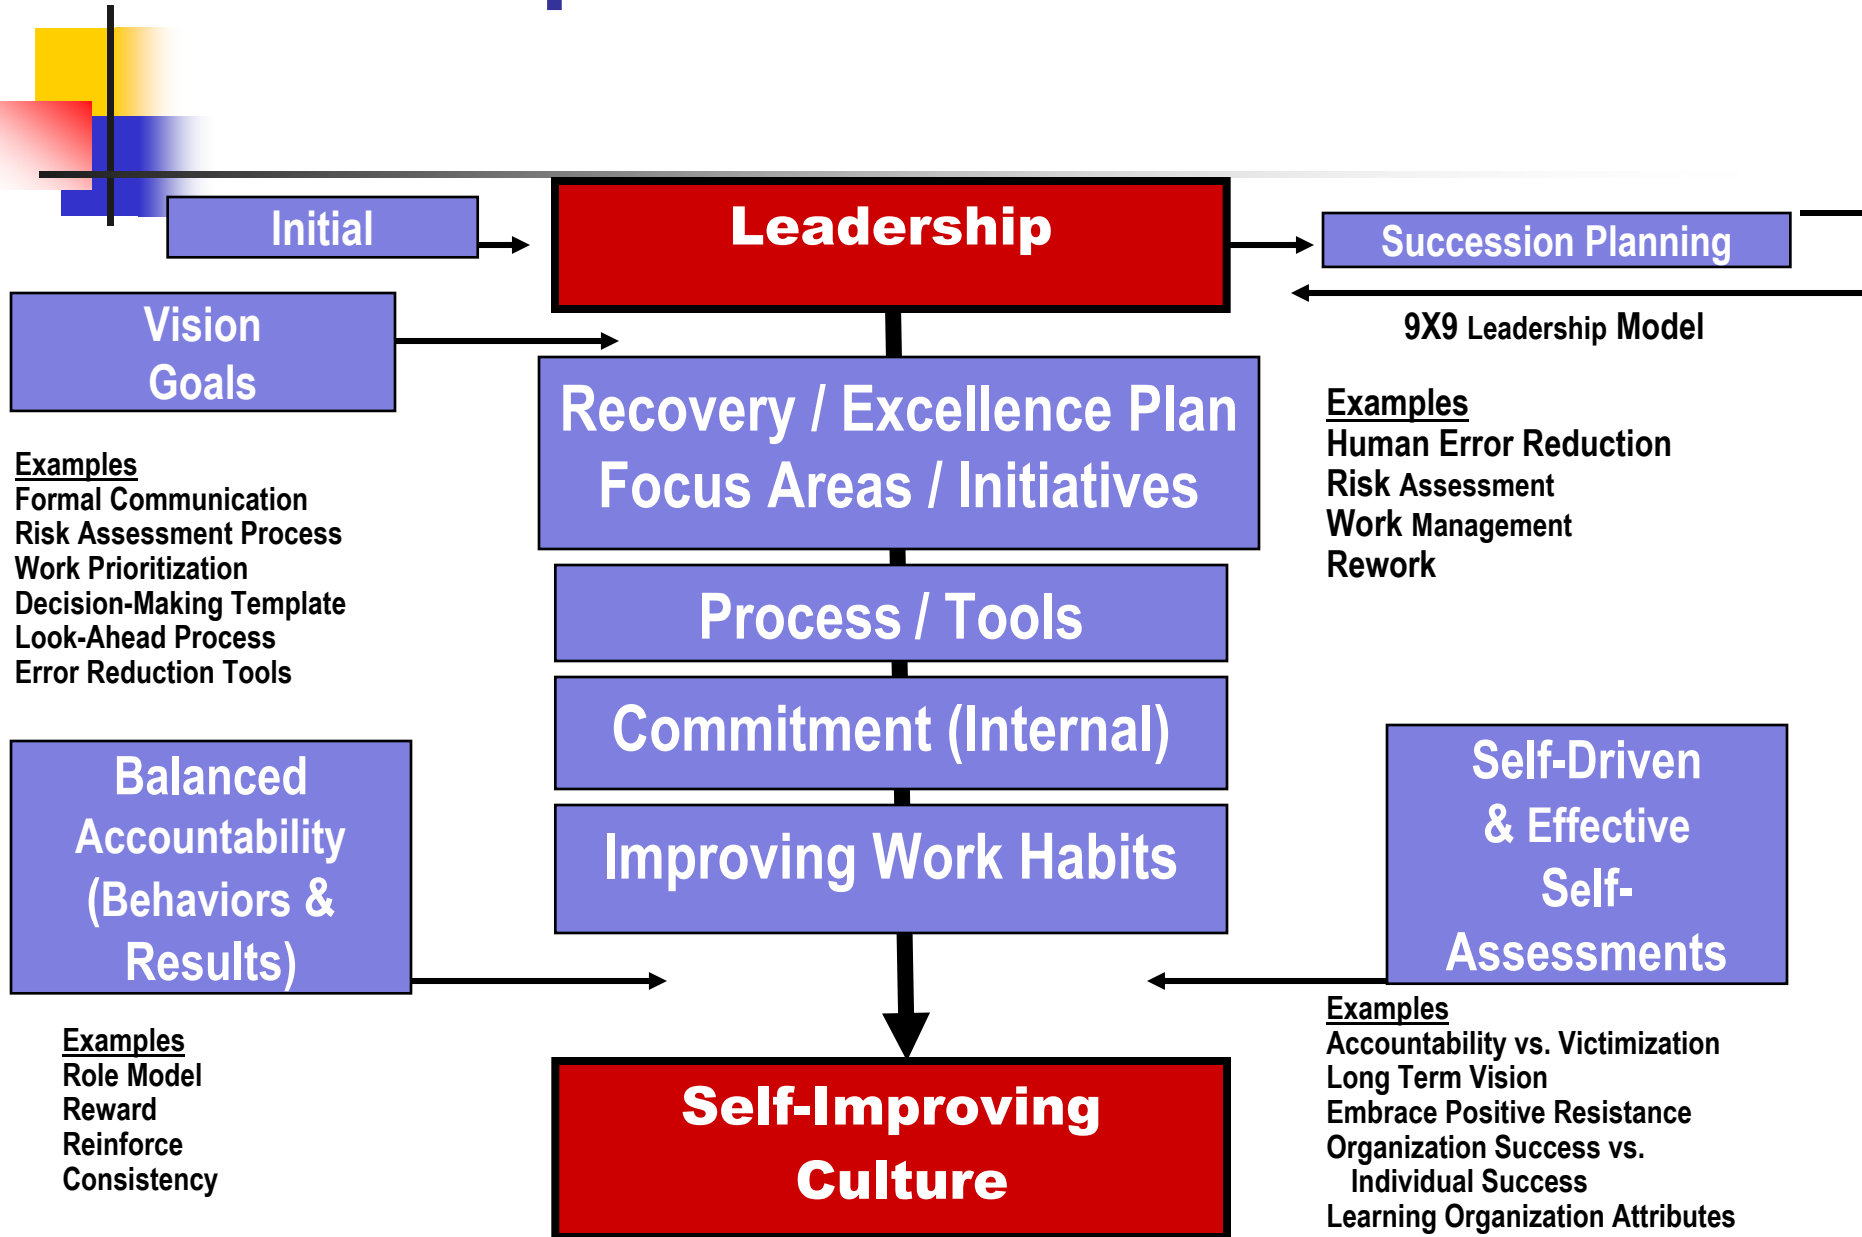 Initial
Leadership
Succession Planning
Vision
Goals
9X9 Leadership Model
Recovery / Excellence Plan
Focus Areas / Initiatives
Examples
Human Error Reduction
Risk Assessment
Work Management
Rework
Examples
Formal Communication
Risk Assessment Process
Work Prioritization
Decision-Making Template
Look-Ahead Process
Error Reduction Tools
Process / Tools
Commitment (Internal)
Improving Work Habits
Balanced
Accountability
(Behaviors &
Results)
Self-Driven
& Effective
Self-
Assessments
Examples
Role Model
Reward
Reinforce
Consistency
Self-Improving
Culture
Examples
Accountability vs. Victimization
Long Term Vision
Embrace Positive Resistance
Organization Success vs.
Individual Success
Learning Organization Attributes